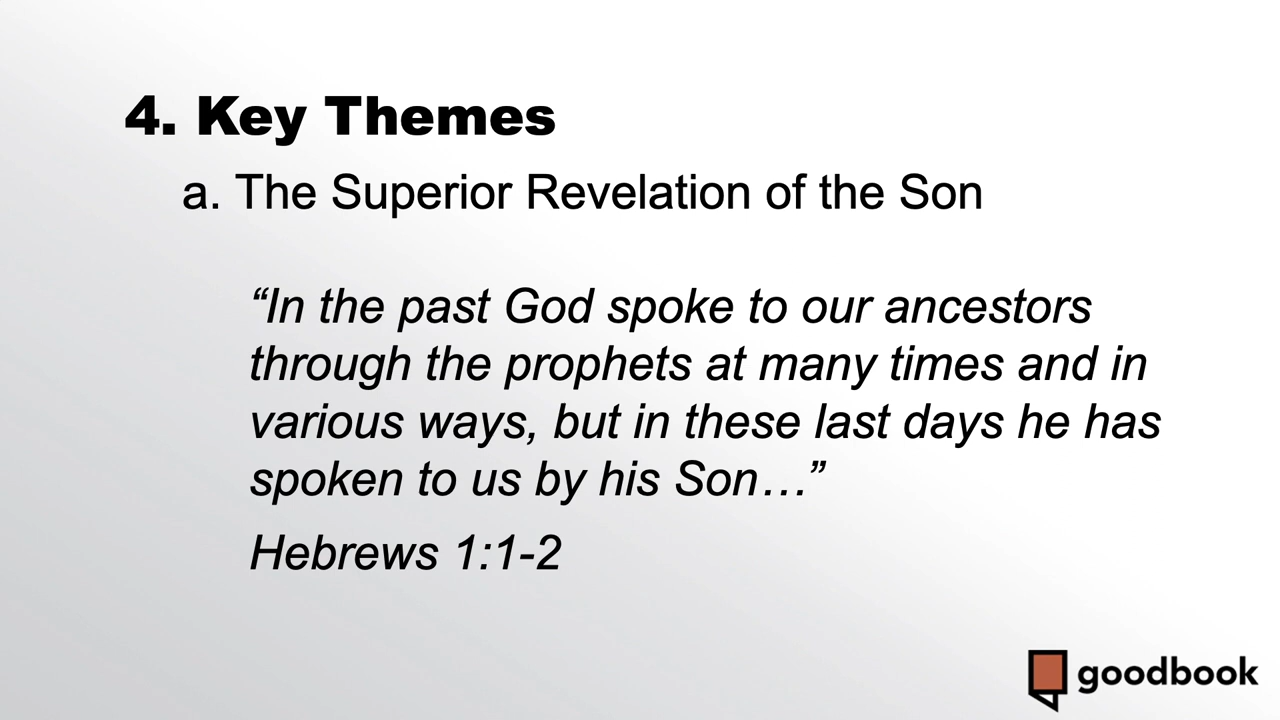 4. Key Themes
a. The Superior Revelation of the Son
“In the past God spoke to our ancestors
through the prophets at many times and in
various ways, but in these last days he has
spoken to us by his Son…”
Hebrews 1:1-2
goodbook